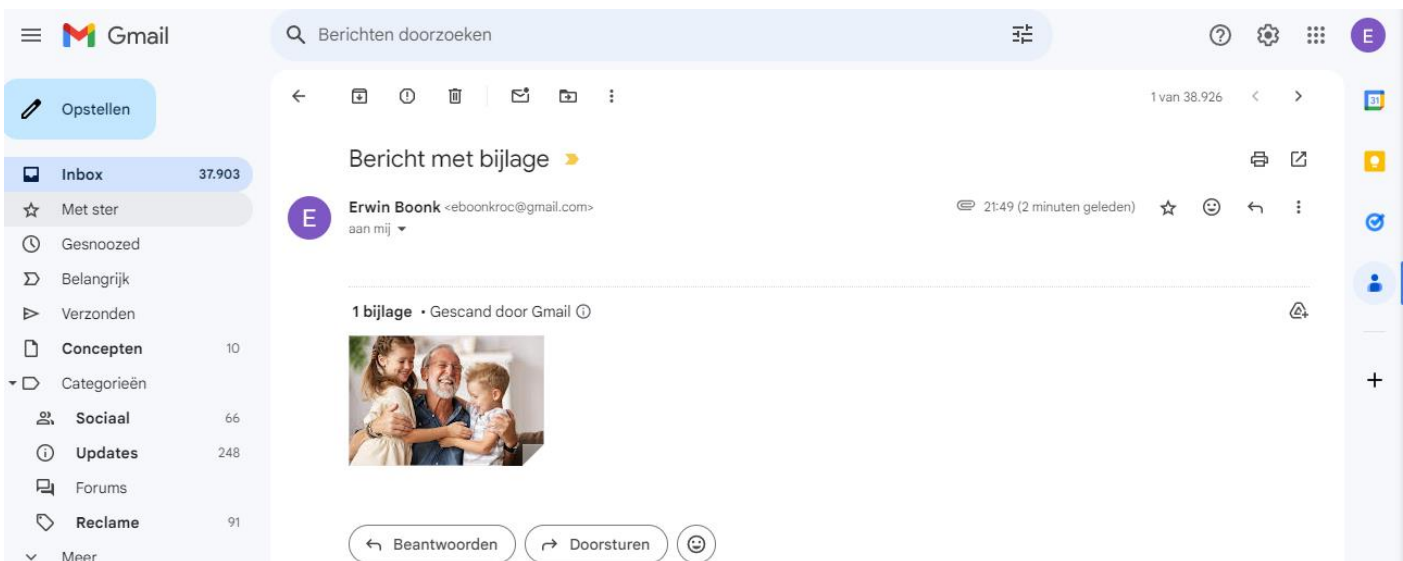 Gmail
Berichten doorzoeken
E
Opstellen
1 van 38.926
31
Bericht met bijlage
Inbox 37.903
Met ster
Gesnoozed
Belangrijk
Verzonden
Concepten 10
Categorieën
Sociaal 66
Updates 248
Forums
Reclame 91
Meer
E
Erwin Boonk <eboonkroc@gmail.com> 21:49 (2 minuten geleden)
aan mij
1 bijlage • Gescand door Gmail
Beantwoorden Doorsturen